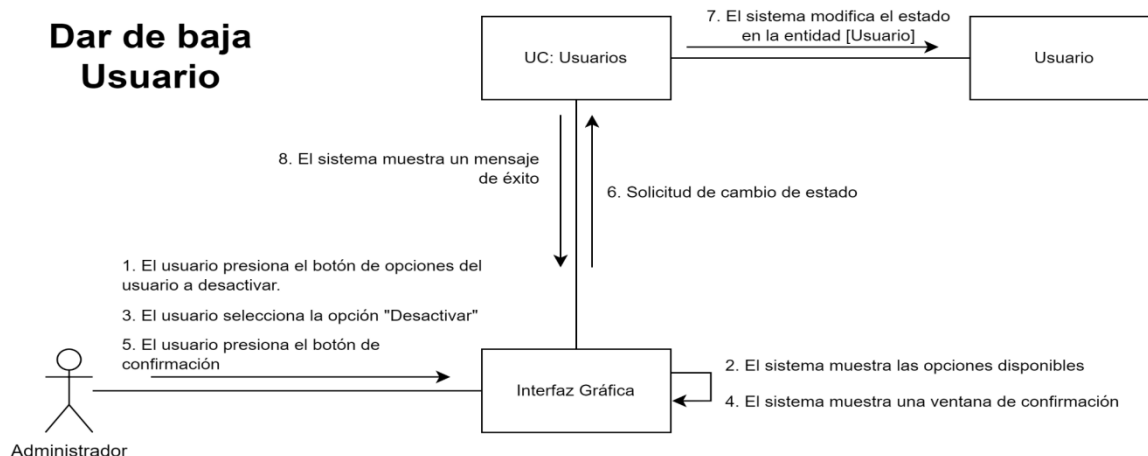 Dar de baja
Usuario
7. El sistema modifica el estado
en la entidad [Usuario]
UC: Usuarios
Usuario
8. El sistema muestra un mensaje
de éxito
6. Solicitud de cambio de estado
1. El usuario presiona el botón de opciones del
usuario a desactivar.
3. El usuario selecciona la opción "Desactivar"
5. El usuario presiona el botón de
confirmación
Interfaz Gráfica
2. El sistema muestra las opciones disponibles
4. El sistema muestra una ventana de confirmación
Administrador